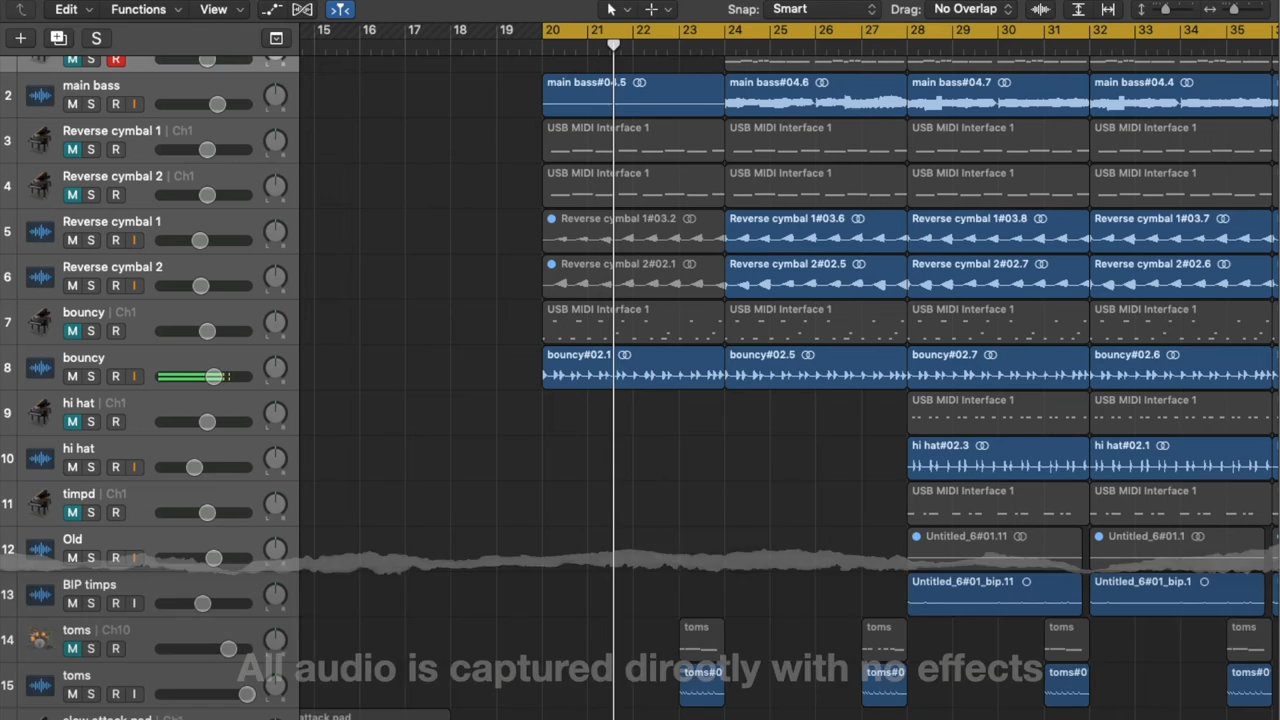 Edit Functions View Snap: Smart Drag: No Overlap
S 15 16 17 18 19 20 21 22 23 24 25 26 27 28 29 30 31 32 33 34 35
M S R
2 main bass M S R I main bass#04.5 main bass#04.6 main bass#04.7 main bass#04.4
3 Reverse cymbal 1 | Ch1 M S R USB MIDI Interface 1 USB MIDI Interface 1 USB MIDI Interface 1 USB MIDI Interface 1
4 Reverse cymbal 2 | Ch1 M S R USB MIDI Interface 1 USB MIDI Interface 1 USB MIDI Interface 1 USB MIDI Interface 1
5 Reverse cymbal 1 M S R I Reverse cymbal 1#03.2 Reverse cymbal 1#03.6 Reverse cymbal 1#03.8 Reverse cymbal 1#03.7
6 Reverse cymbal 2 M S R I Reverse cymbal 2#02.1 Reverse cymbal 2#02.5 Reverse cymbal 2#02.7 Reverse cymbal 2#02.6
7 bouncy | Ch1 M S R USB MIDI Interface 1 USB MIDI Interface 1 USB MIDI Interface 1 USB MIDI Interface 1
8 bouncy M S R I bouncy#02.1 bouncy#02.5 bouncy#02.7 bouncy#02.6
9 hi hat | Ch1 M S R USB MIDI Interface 1 USB MIDI Interface 1
10 hi hat M S R I hi hat#02.3 hi hat#02.1
11 timpd | Ch1 M S R USB MIDI Interface 1 USB MIDI Interface 1
12 Old M S R I Untitled_6#01.11 Untitled_6#01.1
13 BIP timps M S R I Untitled_6#01_bip.11 Untitled_6#01_bip.1
14 toms | Ch10 M S R toms toms toms toms
All audio is captured directly with no effects
15 toms M S R I toms#0 toms#0 toms#0 toms#0
attack pad